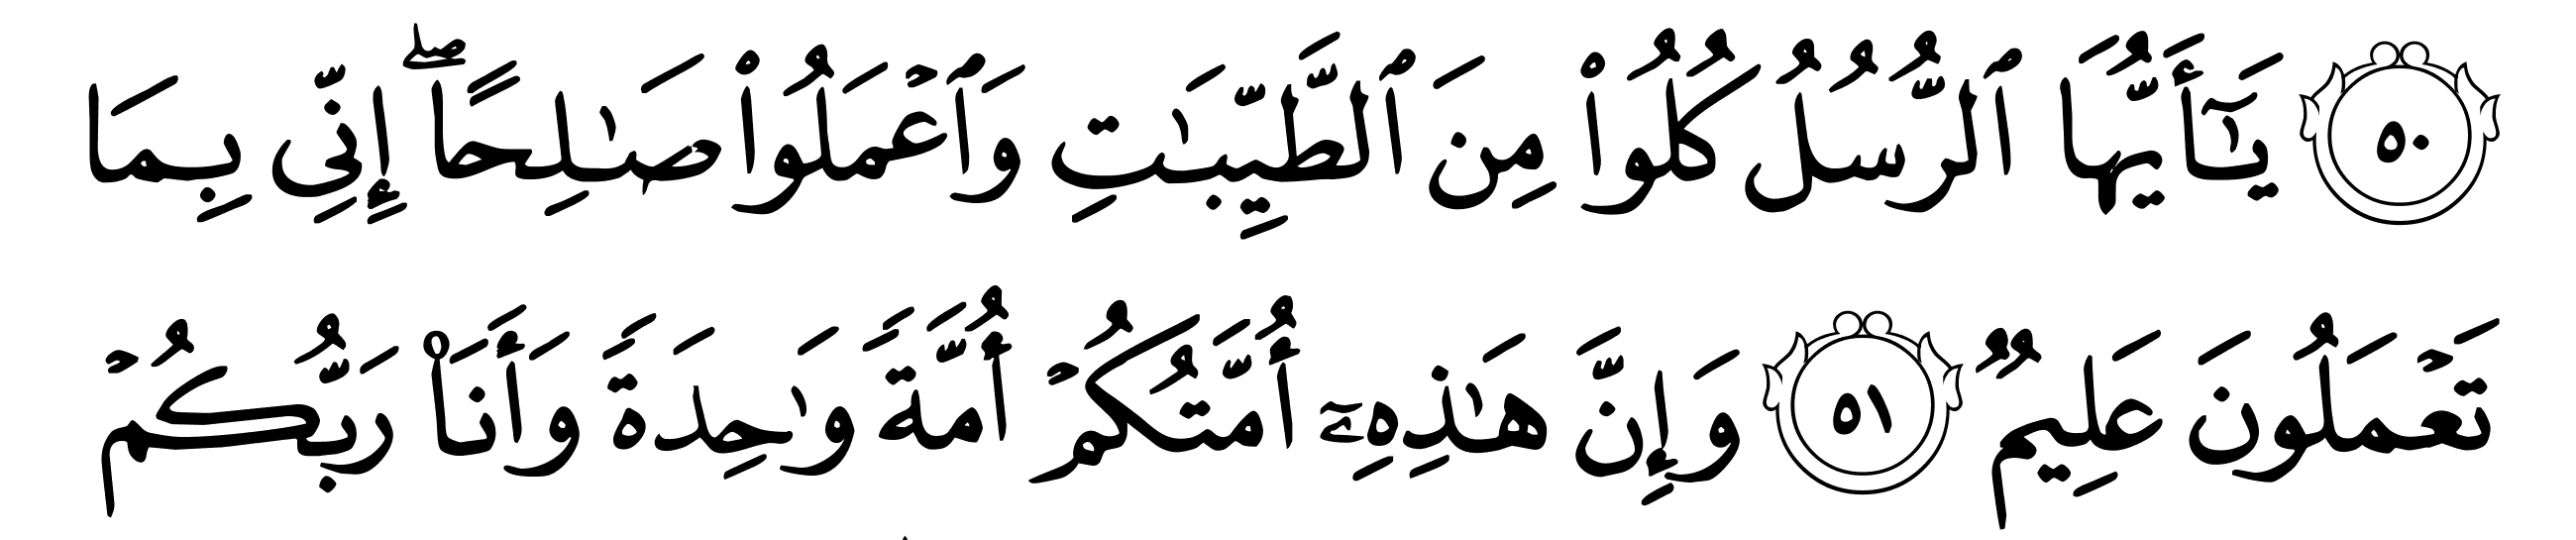 ٥٠ يَـٰٓأَيُّهَا ٱلرُّسُلُ كُلُوا۟ مِنَ ٱلطَّيِّبَـٰتِ وَٱعْمَلُوا۟ صَـٰلِحًا ۖ إِنِّى بِمَا
تَعْمَلُونَ عَلِيمٌ ٥١ وَإِنَّ هَـٰذِهِۦٓ أُمَّتُكُمْ أُمَّةً وَٰحِدَةً وَأَنَا۠ رَبُّكُمْ